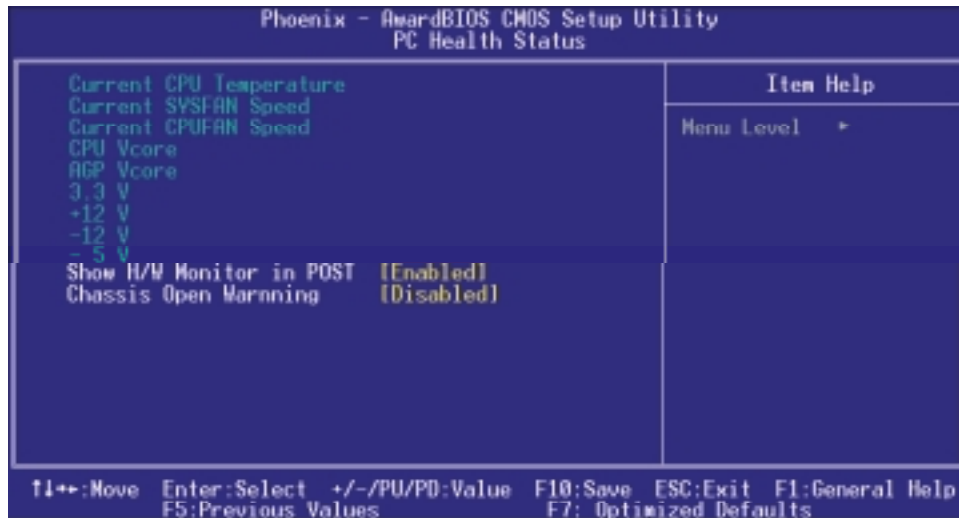 Phoenix - AwardBIOS CMOS Setup Utility
PC Health Status
Current CPU Temperature
Current SYSFAN Speed
Current CPUFAN Speed
CPU Vcore
AGP Vcore
3.3 V
+12 V
-12 V
- 5 V
Show H/W Monitor in POST [Enabled]
Chassis Open Warnning [Disabled]
Item Help
Menu Level ►
↑↓→←:Move Enter:Select +/-/PU/PD:Value F10:Save ESC:Exit F1:General Help
F5:Previous Values F7: Optimized Defaults